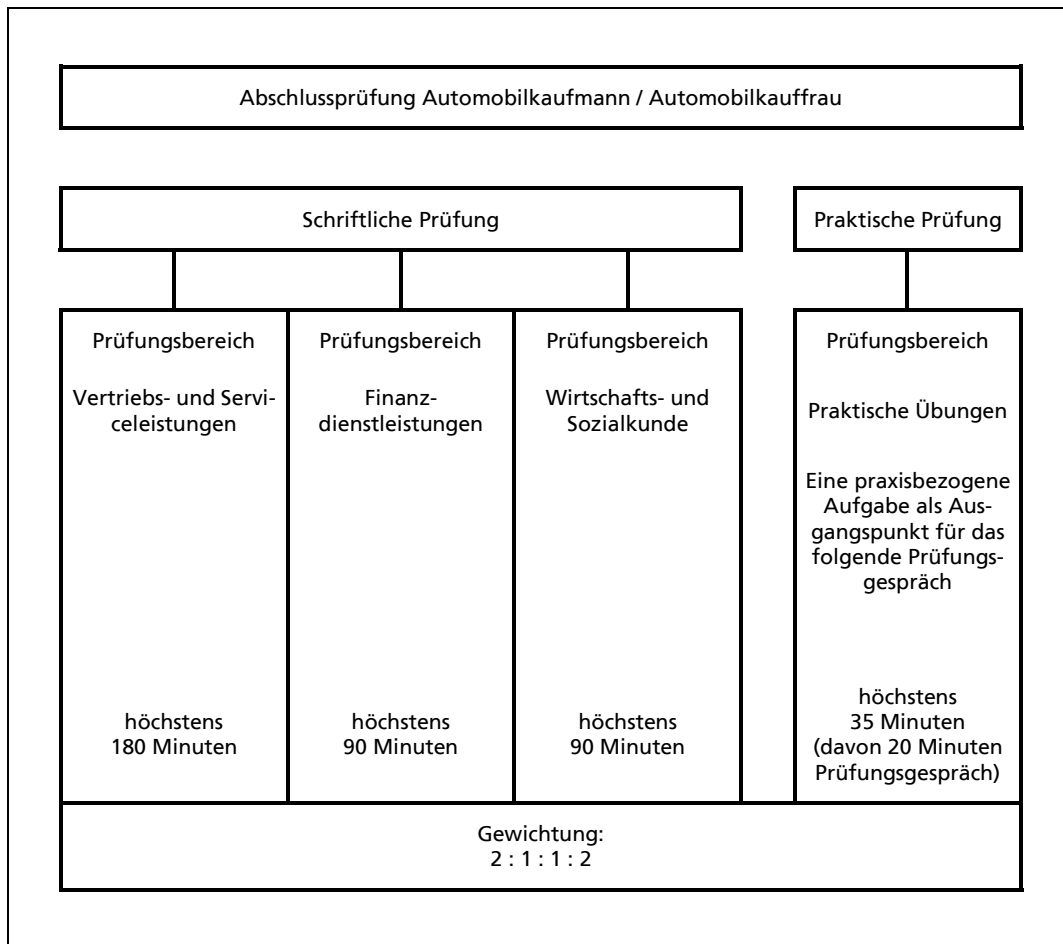 Abschlussprüfung Automobilkaufmann / Automobilkauffrau
Schriftliche Prüfung
Praktische Prüfung
Prüfungsbereich
Vertriebs- und Servi-
celeistungen
höchstens
180 Minuten
Prüfungsbereich
Finanz-
dienstleistungen
höchstens
90 Minuten
Prüfungsbereich
Wirtschafts- und
Sozialkunde
höchstens
90 Minuten
Prüfungsbereich
Praktische Übungen
Eine praxisbezogene
Aufgabe als Aus-
gangspunkt für das
folgende Prüfungs-
gespräch
höchstens
35 Minuten
(davon 20 Minuten
Prüfungsgespräch)
Gewichtung:
2 : 1 : 1 : 2